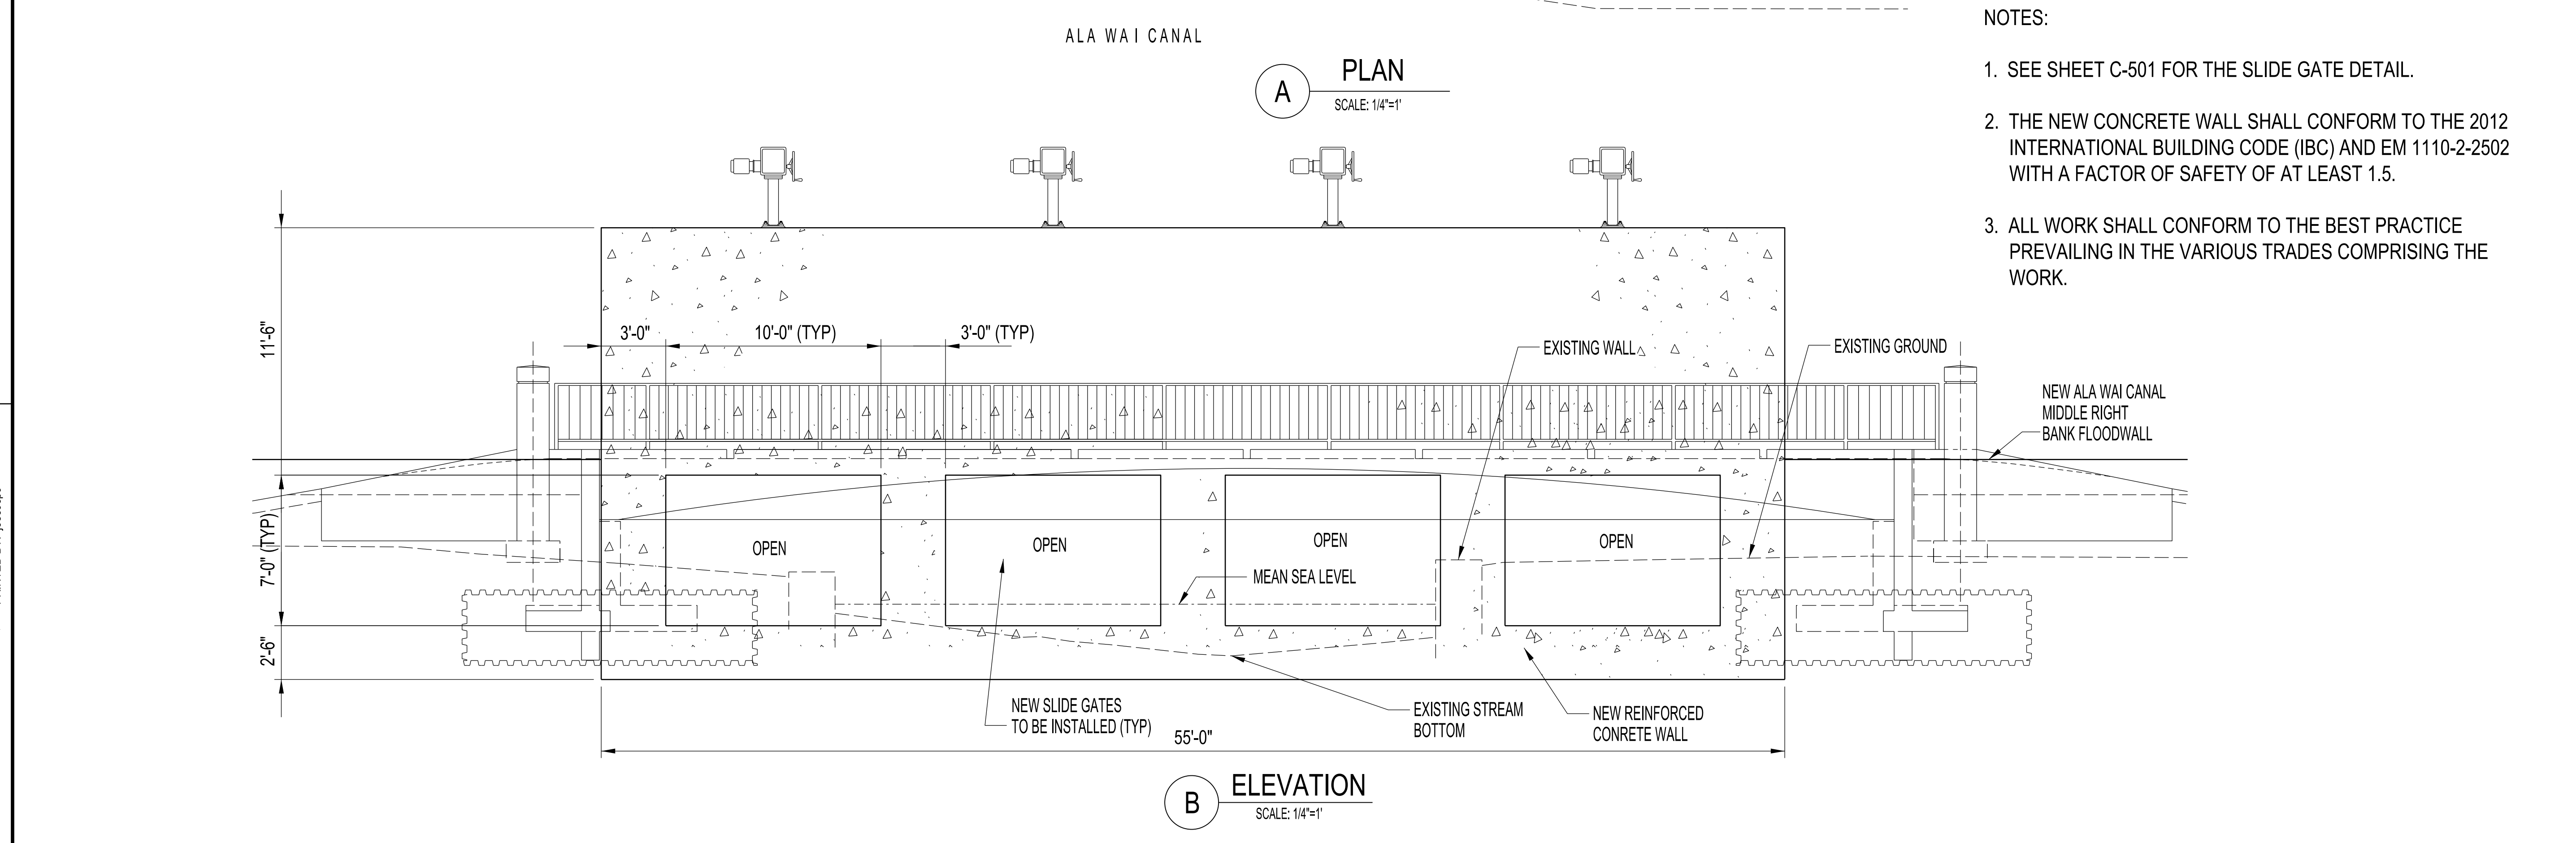 ALA WAI CANAL
A
PLAN
SCALE: 1/4"=1'
NOTES:
1. SEE SHEET C-501 FOR THE SLIDE GATE DETAIL.
2. THE NEW CONCRETE WALL SHALL CONFORM TO THE 2012
INTERNATIONAL BUILDING CODE (IBC) AND EM 1110-2-2502
WITH A FACTOR OF SAFETY OF AT LEAST 1.5.
3. ALL WORK SHALL CONFORM TO THE BEST PRACTICE
PREVAILING IN THE VARIOUS TRADES COMPRISING THE
WORK.
11'-6"
3'-0"
10'-0" (TYP)
3'-0" (TYP)
EXISTING WALL
EXISTING GROUND
NEW ALA WAI CANAL
MIDDLE RIGHT
BANK FLOODWALL
7'-0" (TYP)
OPEN
OPEN
OPEN
OPEN
MEAN SEA LEVEL
2'-6"
NEW SLIDE GATES
TO BE INSTALLED (TYP)
EXISTING STREAM
BOTTOM
NEW REINFORCED
CONRETE WALL
55'-0"
B
ELEVATION
SCALE: 1/4"=1'